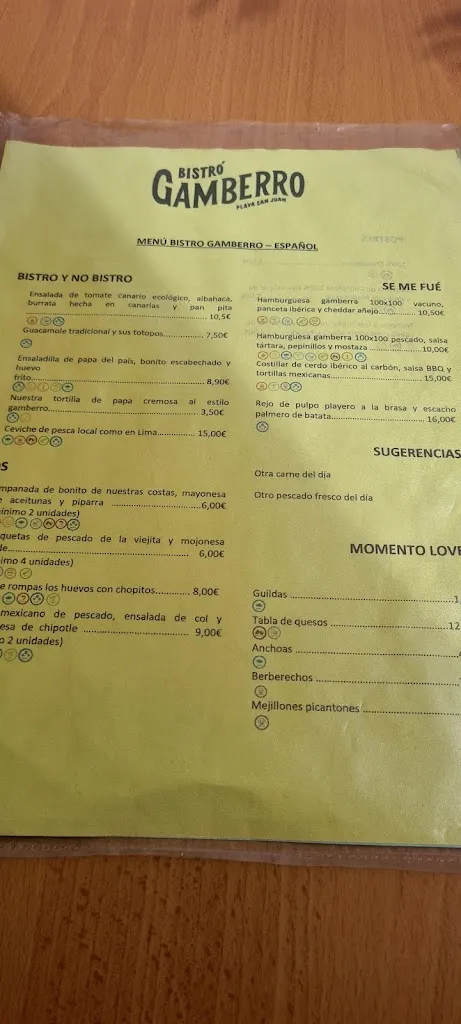 BISTRÓ
GAMBERRO
PLAYA SAN JUAN
MENÚ BISTRO GAMBERRO – ESPAÑOL
BISTRO Y NO BISTRO
Ensalada de tomate canario ecológico, albahaca,
burrata hecha en canarias y pan pita
10,5€
Guacamole tradicional y sus totopos 7,50€
Ensaladilla de papa del país, bonito escabechado y
huevo
frito 8,90€
Nuestra tortilla de papa cremosa al estilo
gamberro 3,50€
Ceviche de pesca local como en Lima 15,00€
OS
mpanada de bonito de nuestras costas, mayonesa
e aceitunas y piparra 6,00€
nimo 2 unidades)
quetas de pescado de la viejita y mojonesa
de 6,00€
imo 4 unidades)
e rompas los huevos con chopitos 8,00€
mexicano de pescado, ensalada de col y
esa de chipotle 9,00€
o 2 unidades)
SE ME FUÉ
Hamburguesa gamberra 100x100 vacuno,
panceta ibérica y cheddar añejo 10,50€
Hamburguesa gamberra 100x100 pescado, salsa
tártara, pepinillos y mostaza 10,00€
Costillar de cerdo ibérico al carbón, salsa BBQ y
tortillas mexicanas 15,00€
Rejo de pulpo playero a la brasa y escacho
palmero de batata 16,00€
SUGERENCIAS
Otra carne del día
Otro pescado fresco del día
MOMENTO LOVE
Guildas 1
Tabla de quesos 12
Anchoas
Berberechos
Mejillones picantones